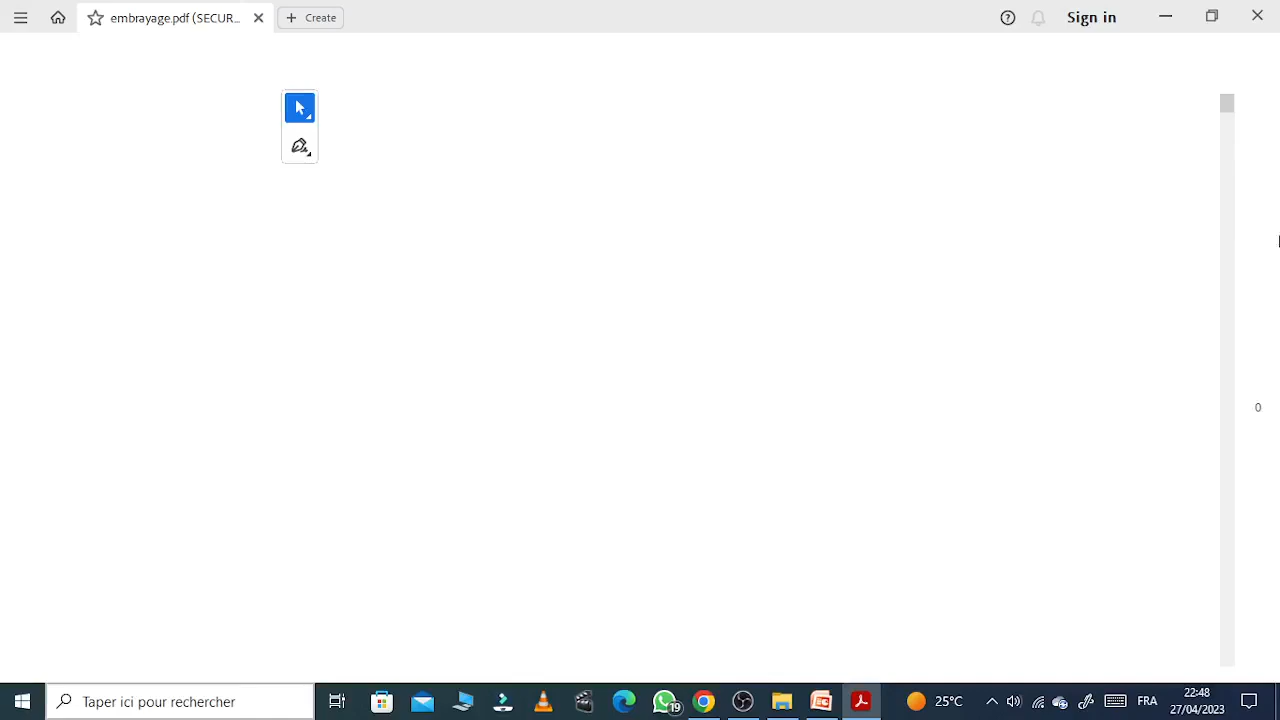 embrayage.pdf (SECUR...
Create
Sign in
0
Taper ici pour rechercher
19
25°C
FRA
22:48
27/04/2023